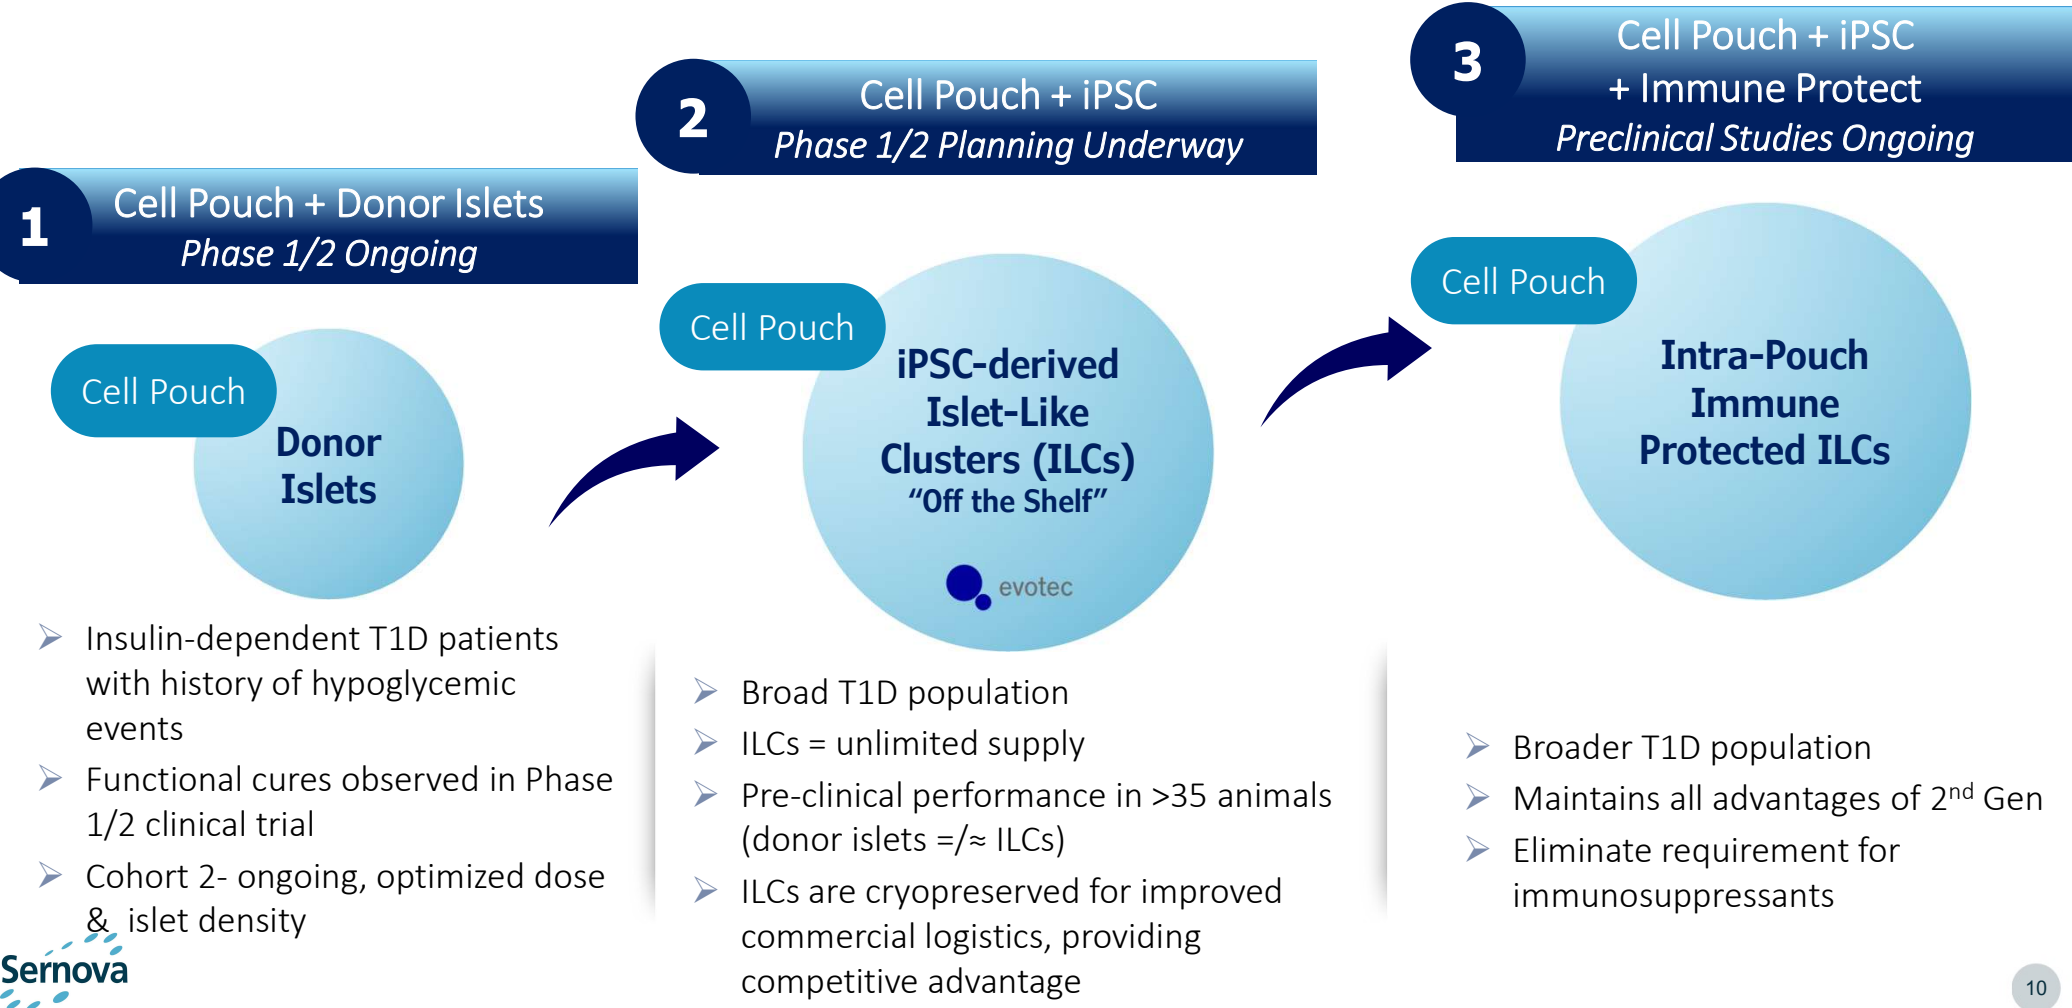 1
Cell Pouch + Donor Islets
Phase 1/2 Ongoing
Cell Pouch
Donor
Islets
➢ Insulin-dependent T1D patients
with history of hypoglycemic
events
➢ Functional cures observed in Phase
1/2 clinical trial
➢ Cohort 2- ongoing, optimized dose
& islet density
2
Cell Pouch + iPSC
Phase 1/2 Planning Underway
Cell Pouch
iPSC-derived
Islet-Like
Clusters (ILCs)
“Off the Shelf”
evotec
➢ Broad T1D population
➢ ILCs = unlimited supply
➢ Pre-clinical performance in >35 animals
(donor islets =/≈ ILCs)
➢ ILCs are cryopreserved for improved
commercial logistics, providing
competitive advantage
3
Cell Pouch + iPSC
+ Immune Protect
Preclinical Studies Ongoing
Cell Pouch
Intra-Pouch
Immune
Protected ILCs
➢ Broader T1D population
➢ Maintains all advantages of 2nd Gen
➢ Eliminate requirement for
immunosuppressants
Sernova
10